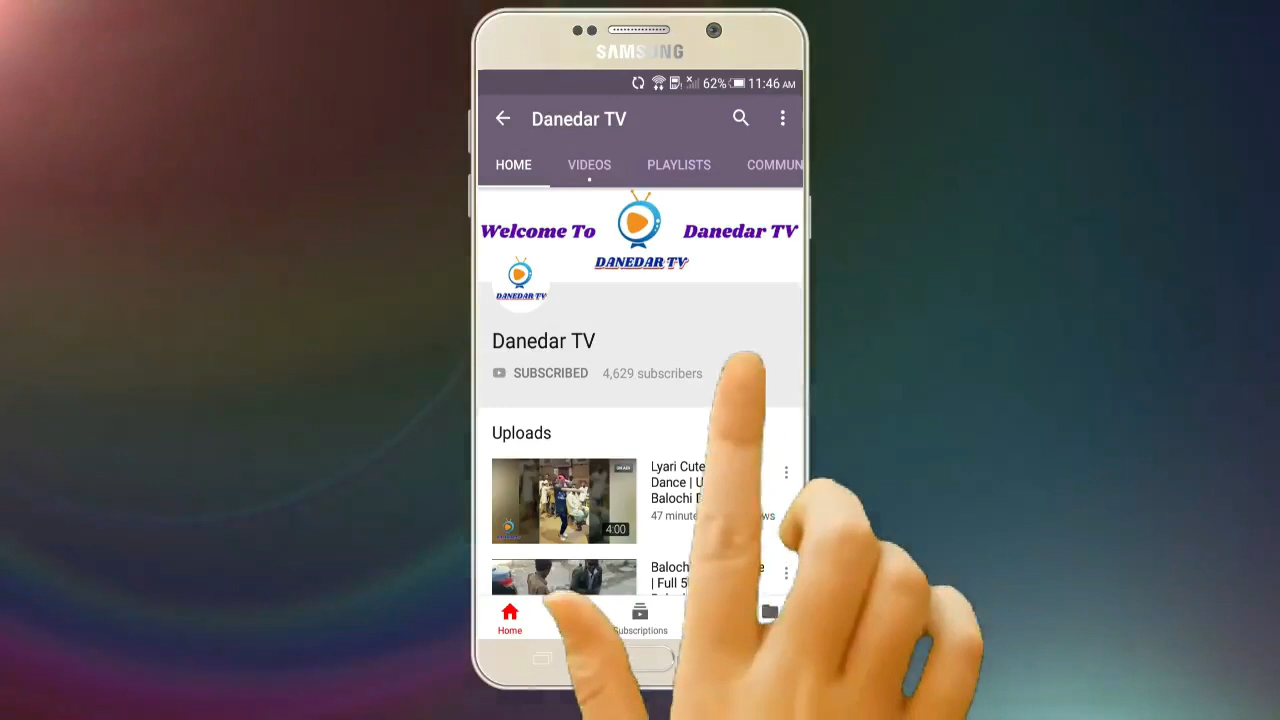 SAMSUNG
62% 11:46 AM
Danedar TV
HOME VIDEOS PLAYLISTS COMMUN
Welcome To Danedar TV
DANEDAR TV
DANEDAR TV
Danedar TV
SUBSCRIBED 4,629 subscribers
Uploads
Lyari Cute
Dance | U
Balochi
47 minute
4:00
Baloch
| Full 5
Home Subscriptions